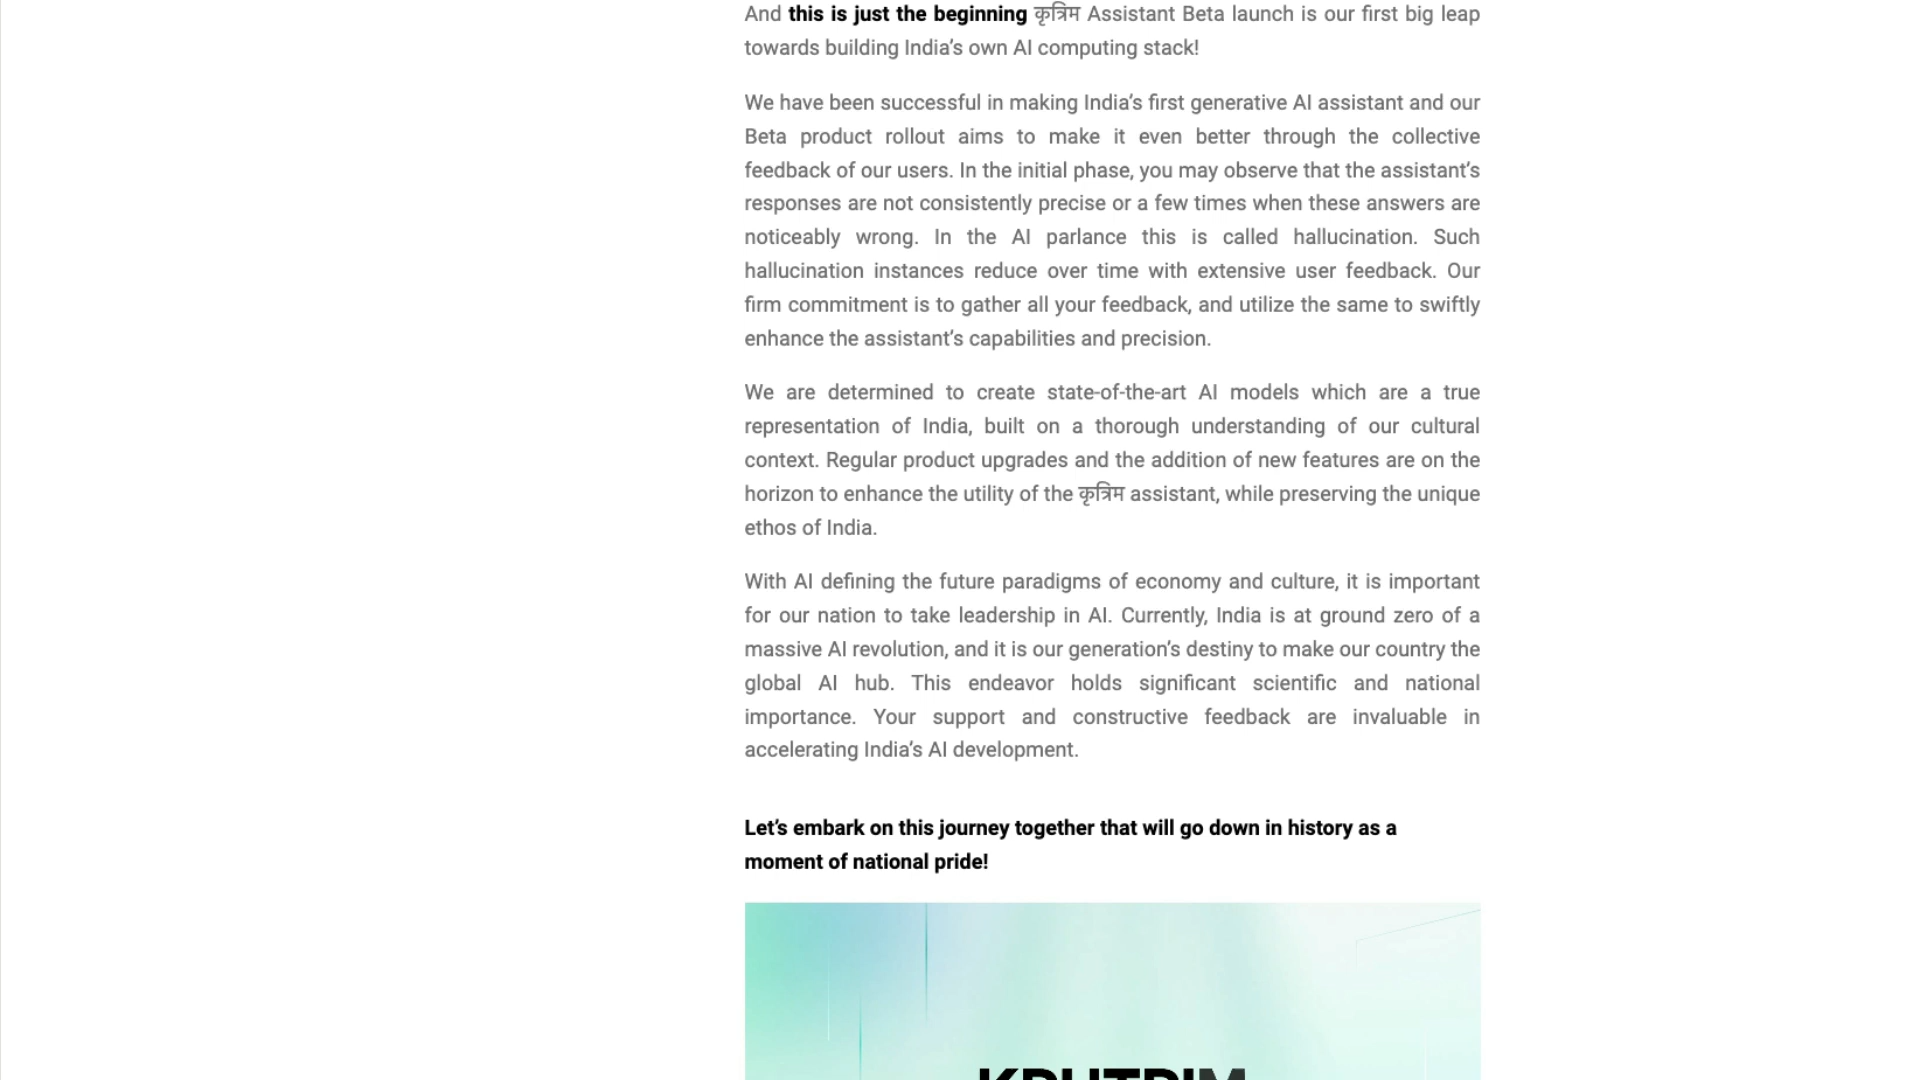 And this is just the beginning कृत्रिम Assistant Beta launch is our first big leap
towards building India’s own AI computing stack!
We have been successful in making India’s first generative AI assistant and our
Beta product rollout aims to make it even better through the collective
feedback of our users. In the initial phase, you may observe that the assistant’s
responses are not consistently precise or a few times when these answers are
noticeably wrong. In the AI parlance this is called hallucination. Such
hallucination instances reduce over time with extensive user feedback. Our
firm commitment is to gather all your feedback, and utilize the same to swiftly
enhance the assistant’s capabilities and precision.
We are determined to create state-of-the-art AI models which are a true
representation of India, built on a thorough understanding of our cultural
context. Regular product upgrades and the addition of new features are on the
horizon to enhance the utility of the कृत्रिम assistant, while preserving the unique
ethos of India.
With AI defining the future paradigms of economy and culture, it is important
for our nation to take leadership in AI. Currently, India is at ground zero of a
massive AI revolution, and it is our generation’s destiny to make our country the
global AI hub. This endeavor holds significant scientific and national
importance. Your support and constructive feedback are invaluable in
accelerating India’s AI development.
Let’s embark on this journey together that will go down in history as a
moment of national pride!
KRUTRIM